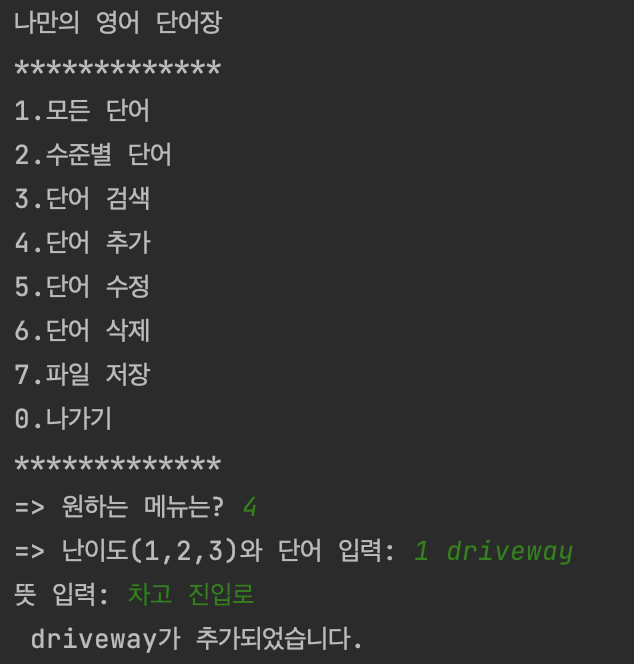 나만의 영어 단어장
*************
1.모든 단어
2.수준별 단어
3.단어 검색
4.단어 추가
5.단어 수정
6.단어 삭제
7.파일 저장
0.나가기
*************
=> 원하는 메뉴는? 4
=> 난이도(1,2,3)와 단어 입력: 1 driveway
뜻 입력: 차고 진입로
driveway가 추가되었습니다.